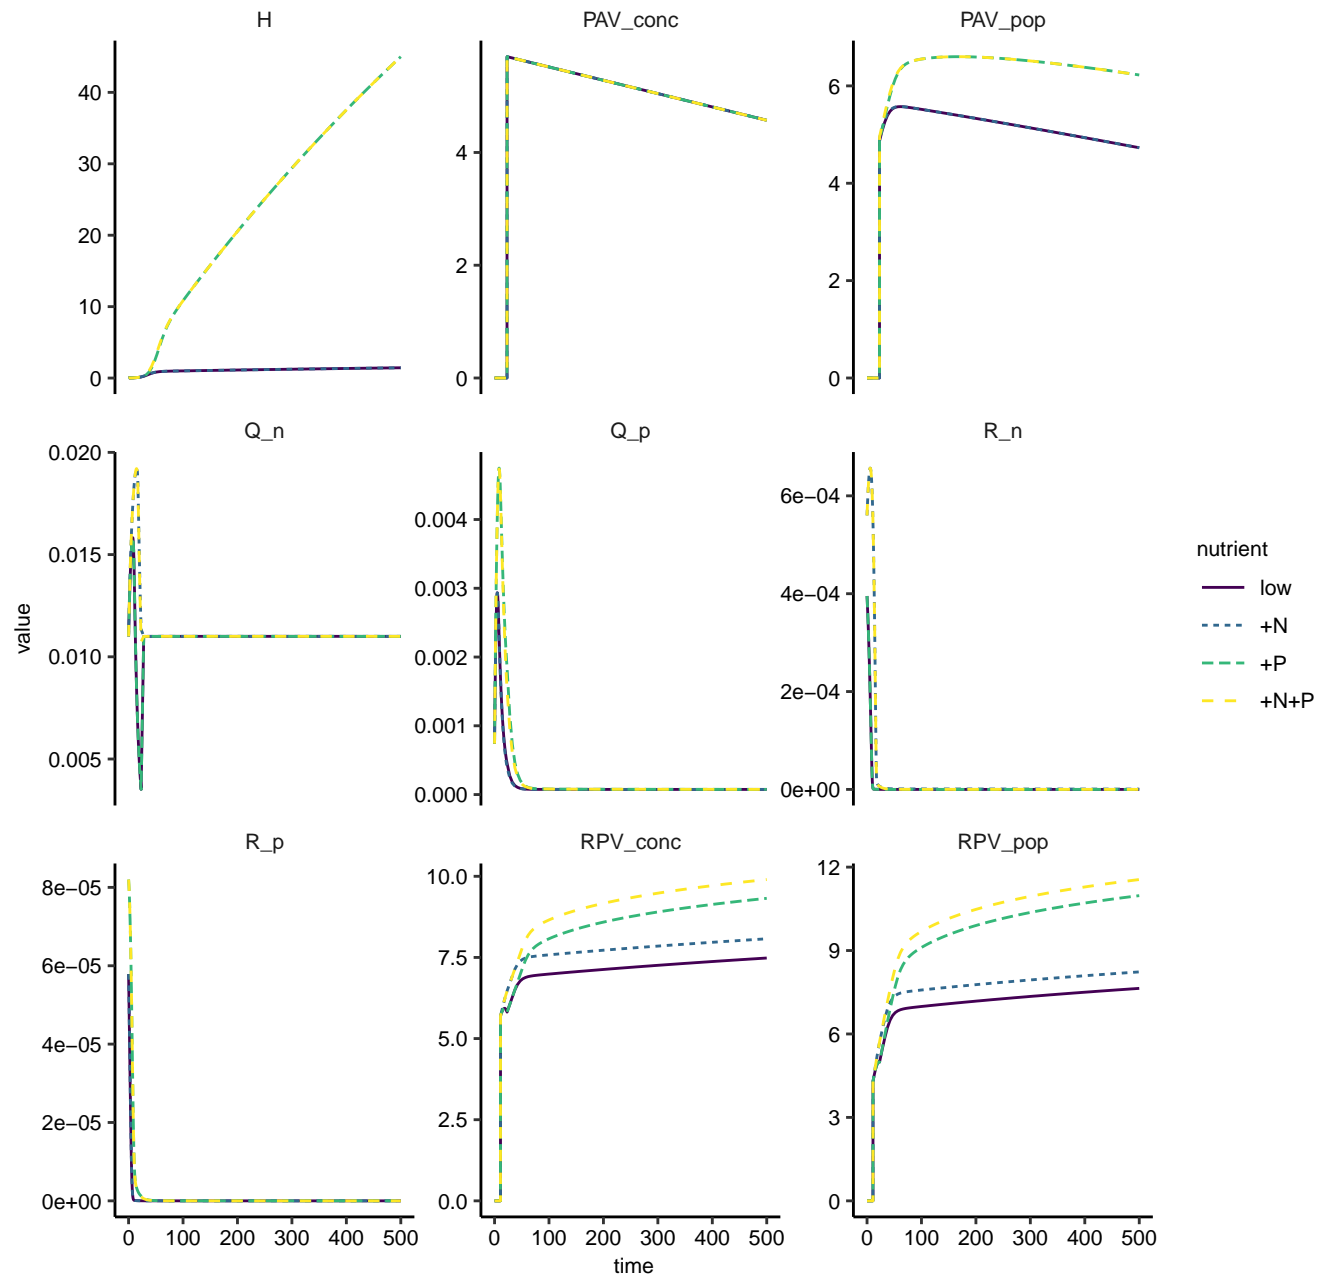 H
PAV_conc
PAV_pop
40
30
20
10
0
4
2
0
6
4
2
0
Q_n
Q_p
R_n
0.020
0.015
0.010
0.005
0.004
0.003
0.002
0.001
0.000
6e−04
4e−04
2e−04
0e+00
R_p
RPV_conc
RPV_pop
8e−05
6e−05
4e−05
2e−05
0e+00
10.0
7.5
5.0
2.5
0.0
12
9
6
3
0
0 100 200 300 400 500
0 100 200 300 400 500
0 100 200 300 400 500
time
value
nutrient
low
+N
+P
+N+P